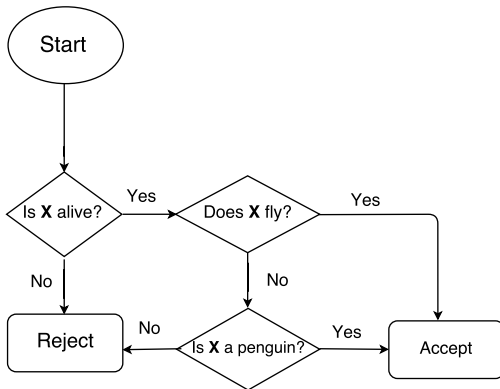 Start
Is X alive?
Yes
Does X fly?
Yes
No
No
Reject
No
Is X a penguin?
Yes
Accept